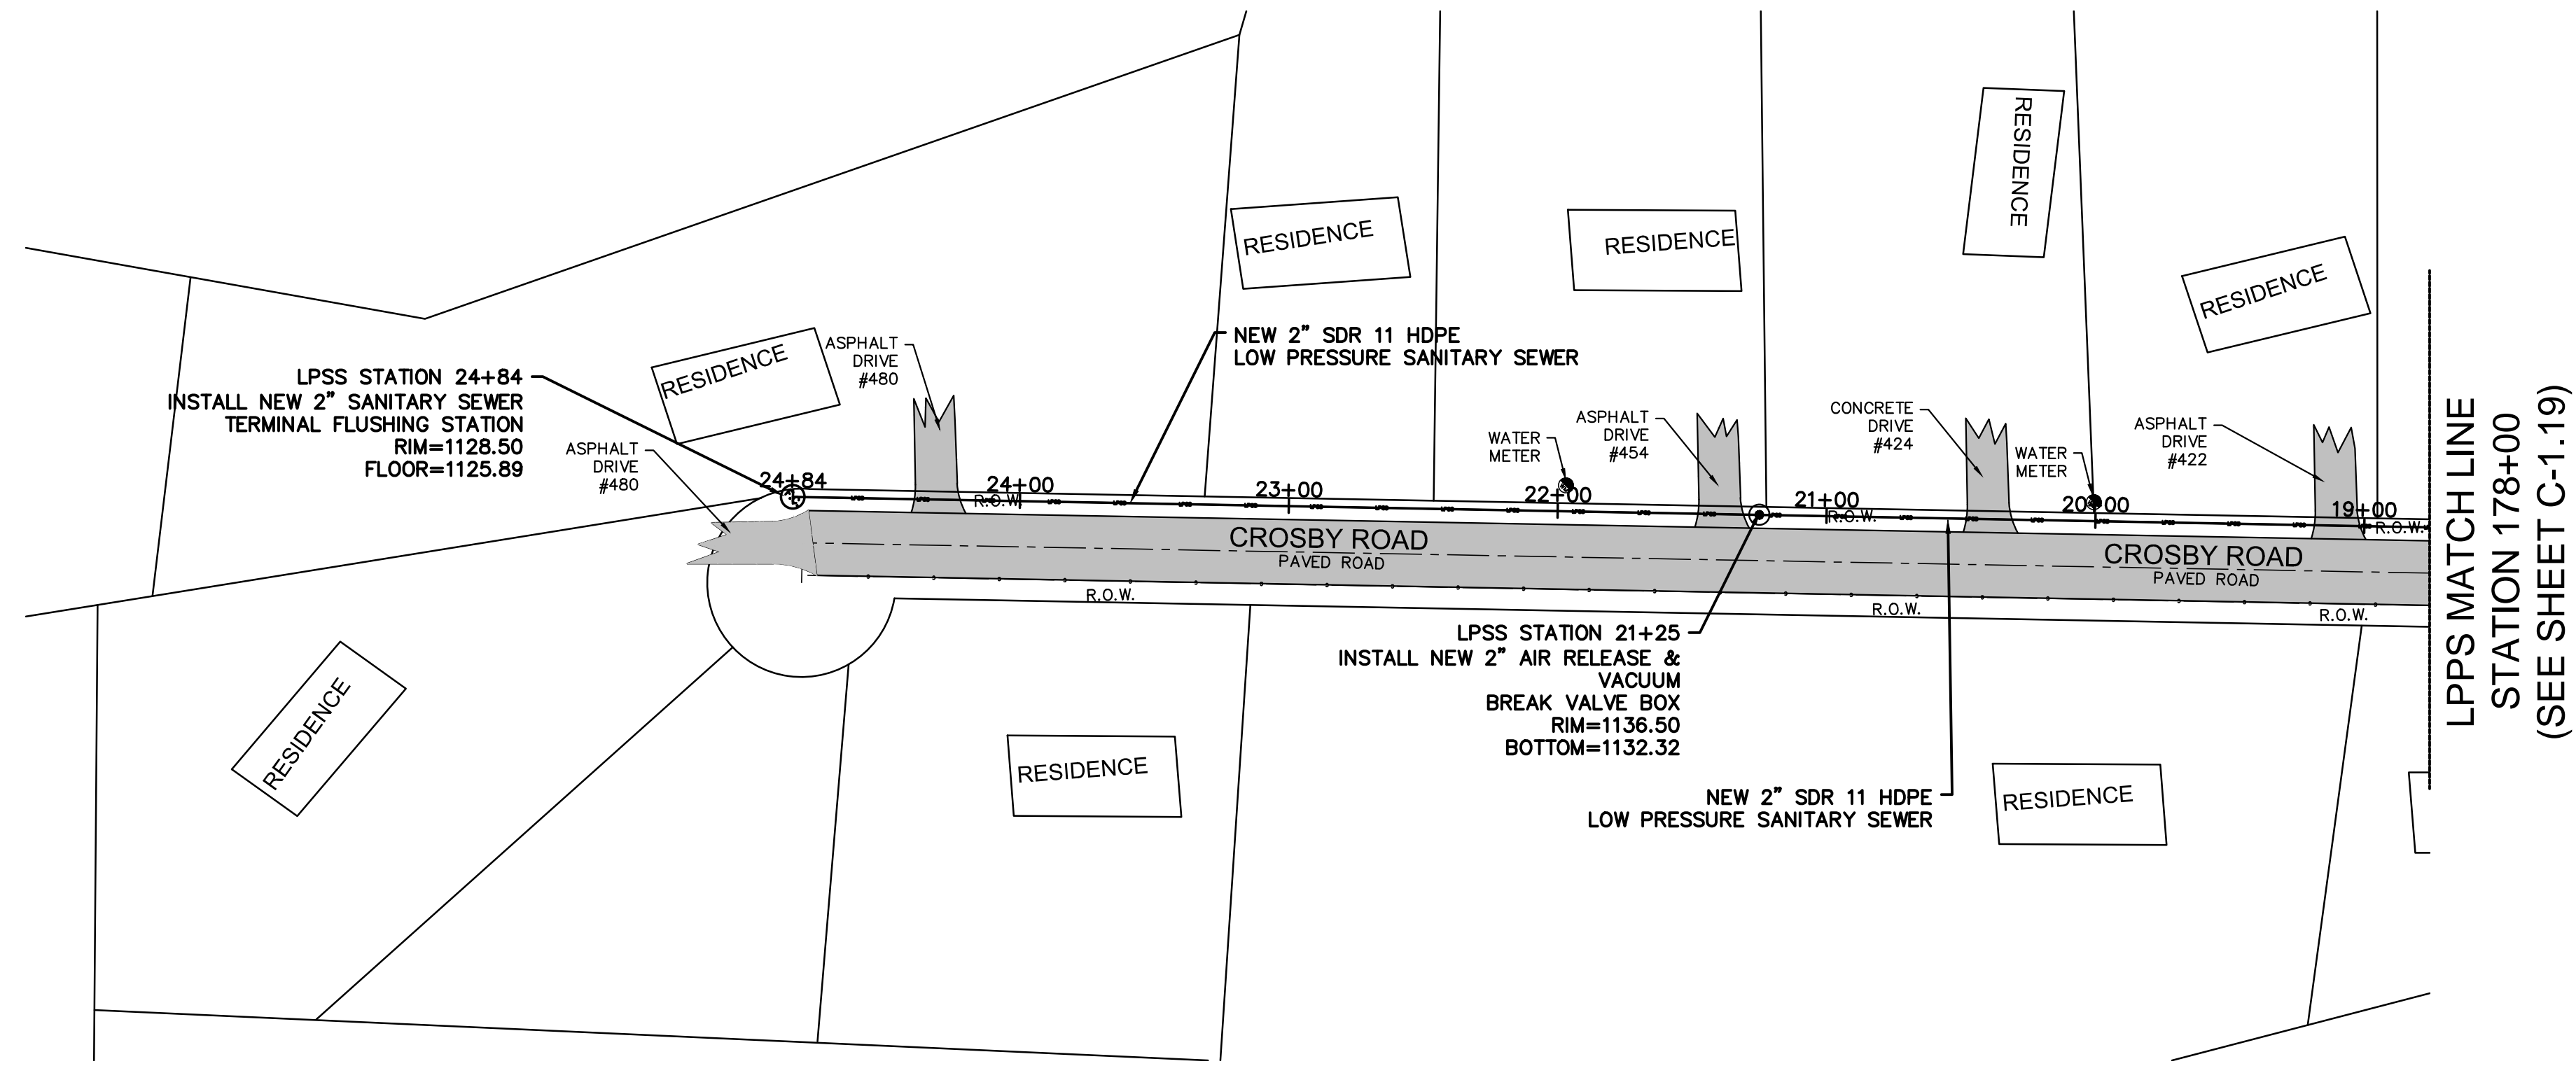 RESIDENCE
RESIDENCE
RESIDENCE
RESIDENCE
RESIDENCE
ASPHALT
DRIVE
#480
NEW 2" SDR 11 HDPE
LOW PRESSURE SANITARY SEWER
LPSS STATION 24+84
INSTALL NEW 2" SANITARY SEWER
TERMINAL FLUSHING STATION
RIM=1128.50
FLOOR=1125.89
ASPHALT
DRIVE
#480
WATER
METER
ASPHALT
DRIVE
#454
CONCRETE
DRIVE
#424
WATER
METER
ASPHALT
DRIVE
#422
24+84
24+00
23+00
22+00
21+00
20+00
19+00
R.O.W.
R.O.W.
R.O.W.
CROSBY ROAD
PAVED ROAD
CROSBY ROAD
PAVED ROAD
R.O.W.
R.O.W.
R.O.W.
LPSS STATION 21+25
INSTALL NEW 2" AIR RELEASE &
VACUUM
BREAK VALVE BOX
RIM=1136.50
BOTTOM=1132.32
RESIDENCE
RESIDENCE
NEW 2" SDR 11 HDPE
LOW PRESSURE SANITARY SEWER
RESIDENCE
LPPS MATCH LINE
STATION 178+00
(SEE SHEET C-1.19)